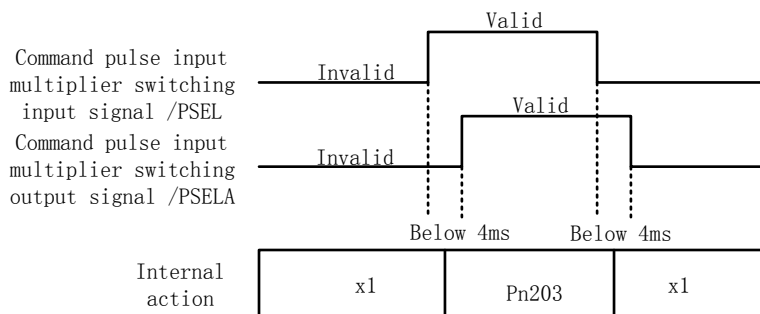 Valid
Command pulse input
multiplier switching
input signal /PSEL
Invalid
Valid
Command pulse input
multiplier switching
output signal /PSELA
Invalid
Below 4ms
Below 4ms
Internal
action
x1
Pn203
x1